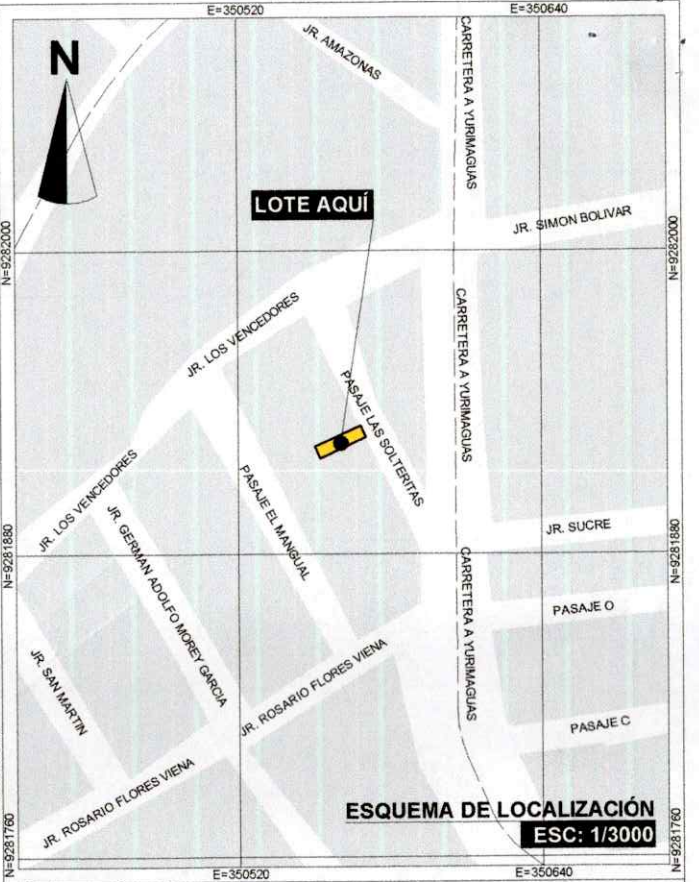 E=350520
E=350640
N
JR. AMAZONAS
CARRETERA A YURIMAGUAS
LOTE AQUÍ
JR. SIMON BOLIVAR
N=9282000
N=9282000
JR. LOS VENCEDORES
CARRETERA A YURIMAGUAS
PASAJE LAS SOLTERITAS
JR. LOS VENCEDORES
PASAJE EL MANGUAL
JR. GERMAN ADOLFO MOREY GARCIA
JR. SUCRE
N=9281880
N=9281880
CARRETERA A YURIMAGUAS
PASAJE O
JR. SAN MARTIN
JR. ROSARIO FLORES VIENA
PASAJE C
JR. ROSARIO FLORES VIENA
ESQUEMA DE LOCALIZACIÓN
ESC: 1/3000
N=9281760
N=9281760
E=350520
E=350640